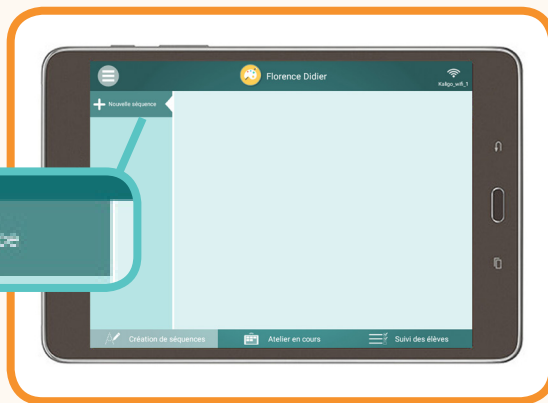 Florence Didier
Kaligo_wifi_1
Nouvelle séquence
Création de séquences
Atelier en cours
Suivi des élèves